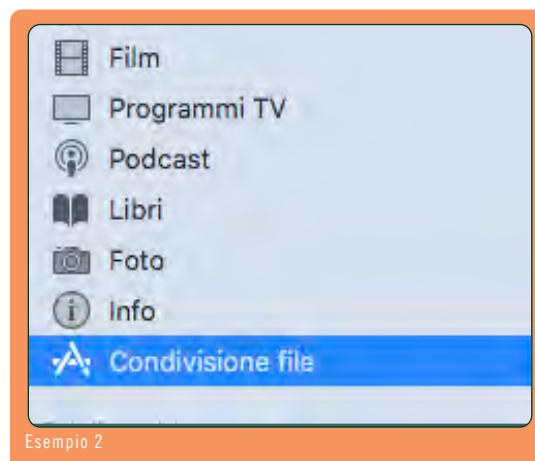 Film
Programmi TV
Podcast
Libri
Foto
Info
Condivisione file
Esempio 2